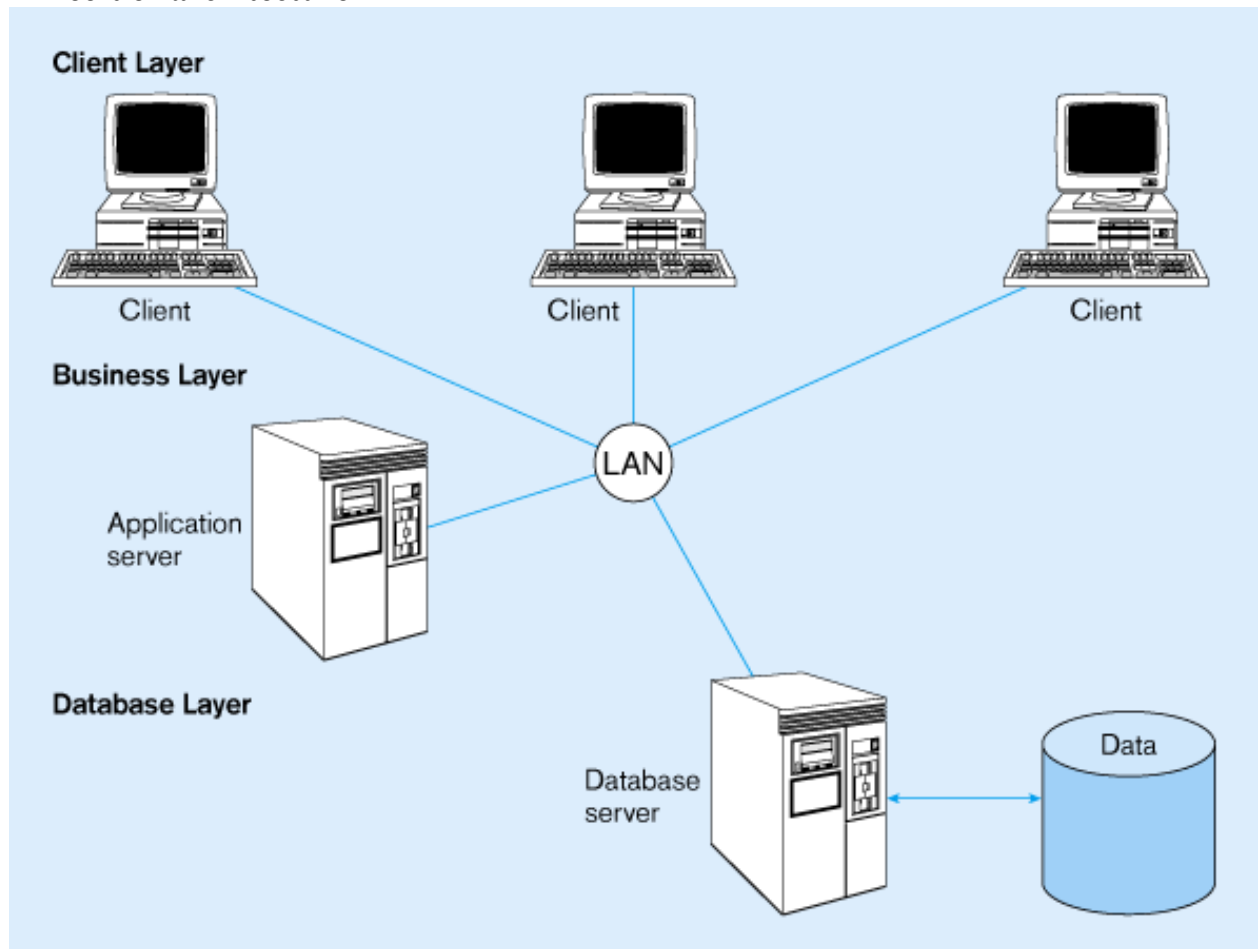 Client Layer
Client
Client
Client
Business Layer
LAN
Application
server
Database Layer
Database
server
Data